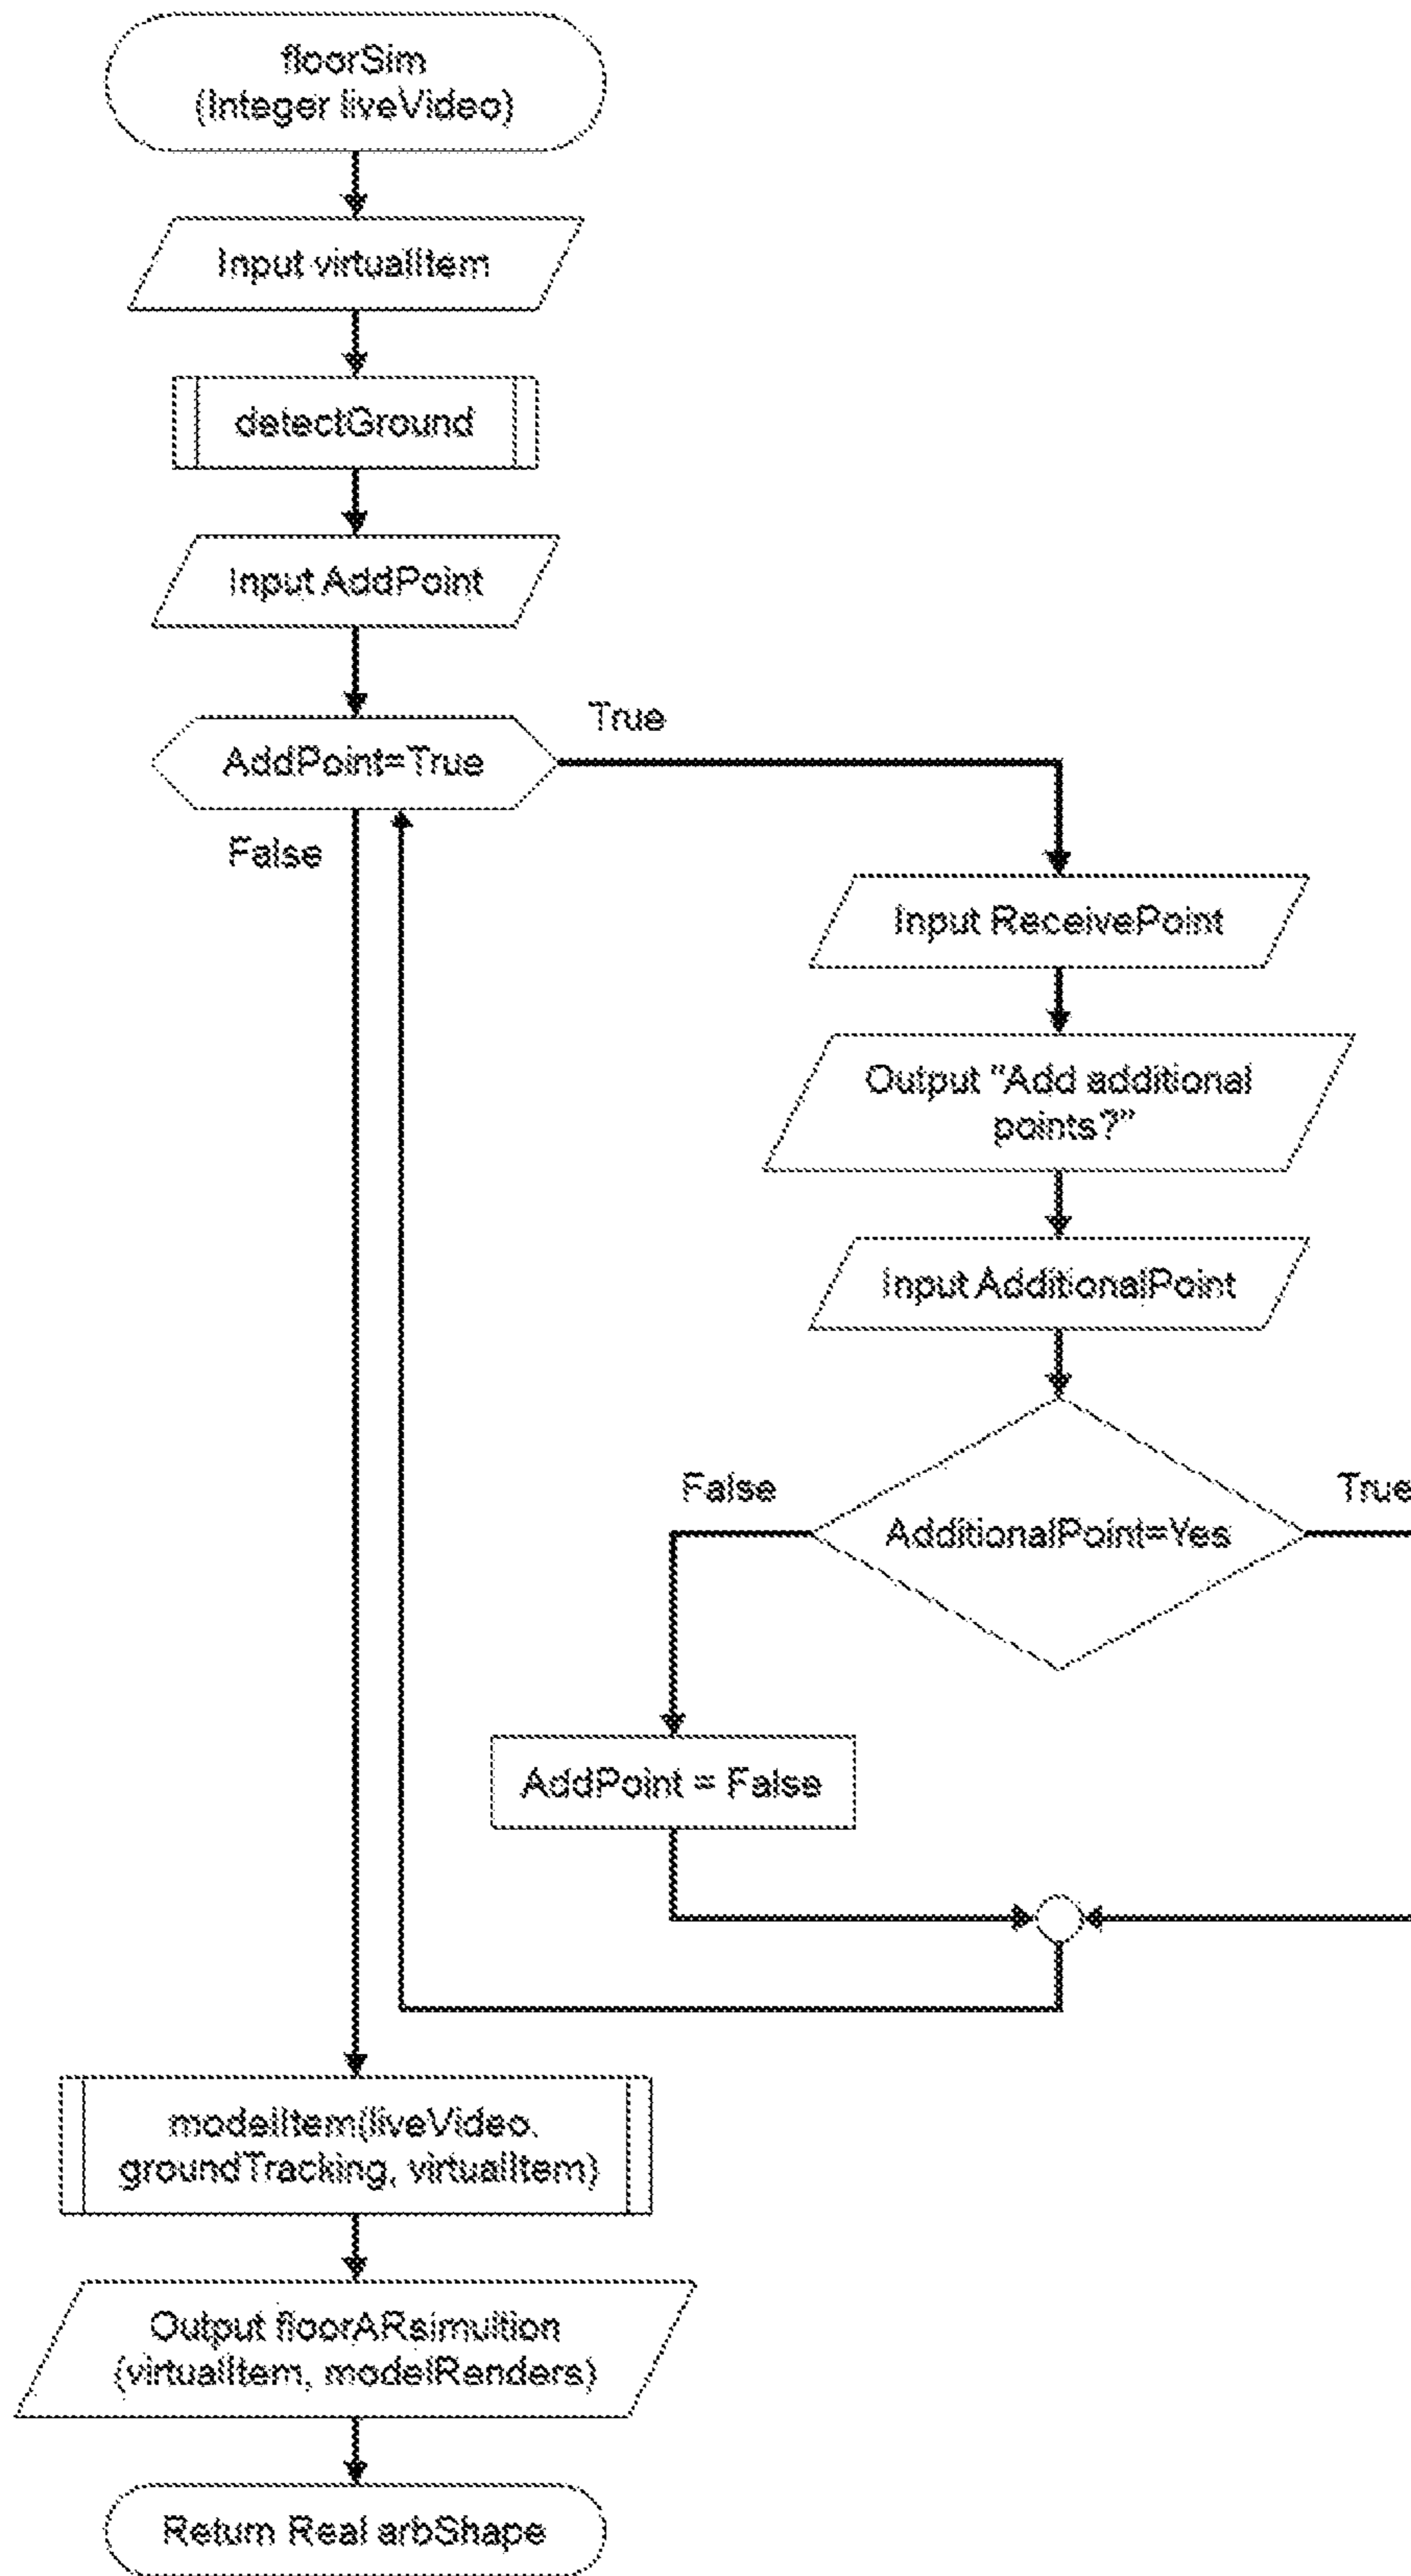 floorSim
(Integer liveVideo)
Input virtualItem
detectGround
Input AddPoint
AddPoint=True
True
False
Input ReceivePoint
Output "Add additional
points?"
Input AdditionalPoint
AdditionalPoint=Yes
False
True
AddPoint = False
modelItem(liveVideo,
groundTracking, virtualItem)
Output floorARsimultion
(virtualItem, modelRenders)
Return Real arbShape